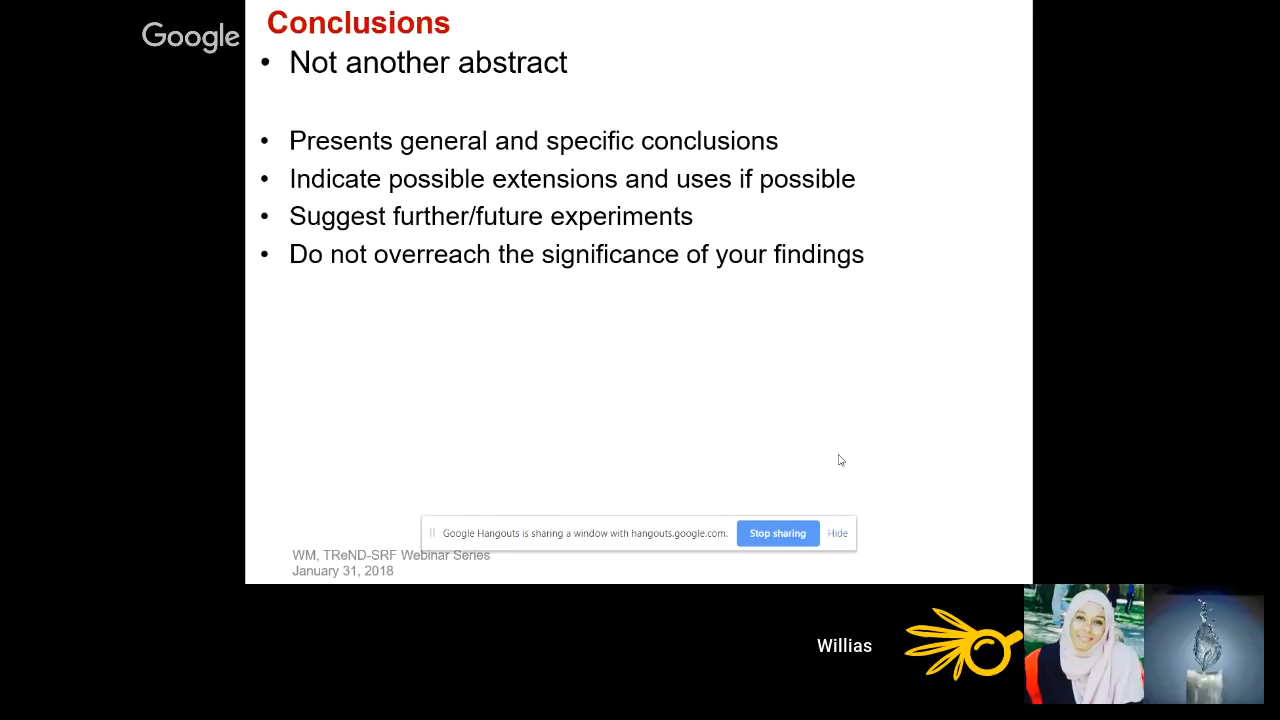 Google
Conclusions
• Not another abstract
• Presents general and specific conclusions
• Indicate possible extensions and uses if possible
• Suggest further/future experiments
• Do not overreach the significance of your findings
Google Hangouts is sharing a window with hangouts.google.com. Stop sharing Hide
WM, TReND-SRF Webinar Series
January 31, 2018
Willias